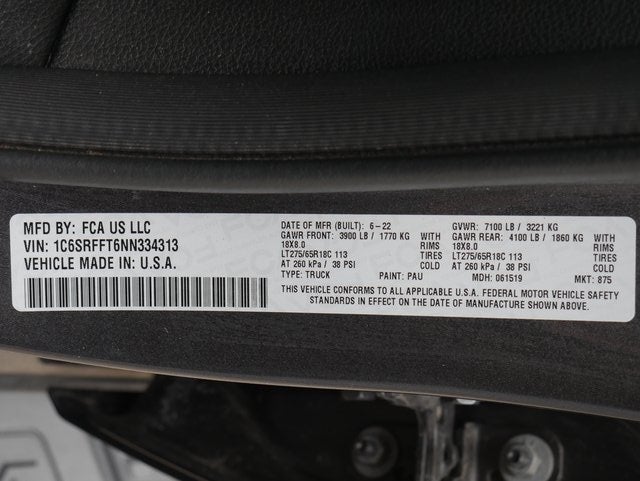 MFD BY: FCA US LLC
VIN: 1C6SRFFT6NN334313
VEHICLE MADE IN: U.S.A.
DATE OF MFR (BUILT): 6-22
GAWR FRONT: 3900 LB / 1770 KG WITH
18X8.0 RIMS
LT275/65R18C 113 TIRES
AT 260 kPa / 38 PSI COLD
TYPE: TRUCK PAINT: PAU
GVWR: 7100 LB / 3221 KG
GAWR REAR: 4100 LB / 1860 KG WITH
18X8.0 RIMS
LT275/65R18C 113 TIRES
AT 260 kPa / 38 PSI COLD
MDH: 061519 MKT: 875
THIS VEHICLE CONFORMS TO ALL APPLICABLE U.S.A. FEDERAL MOTOR VEHICLE SAFETY
STANDARDS IN EFFECT ON THE DATE OF MANUFACTURE SHOWN ABOVE.